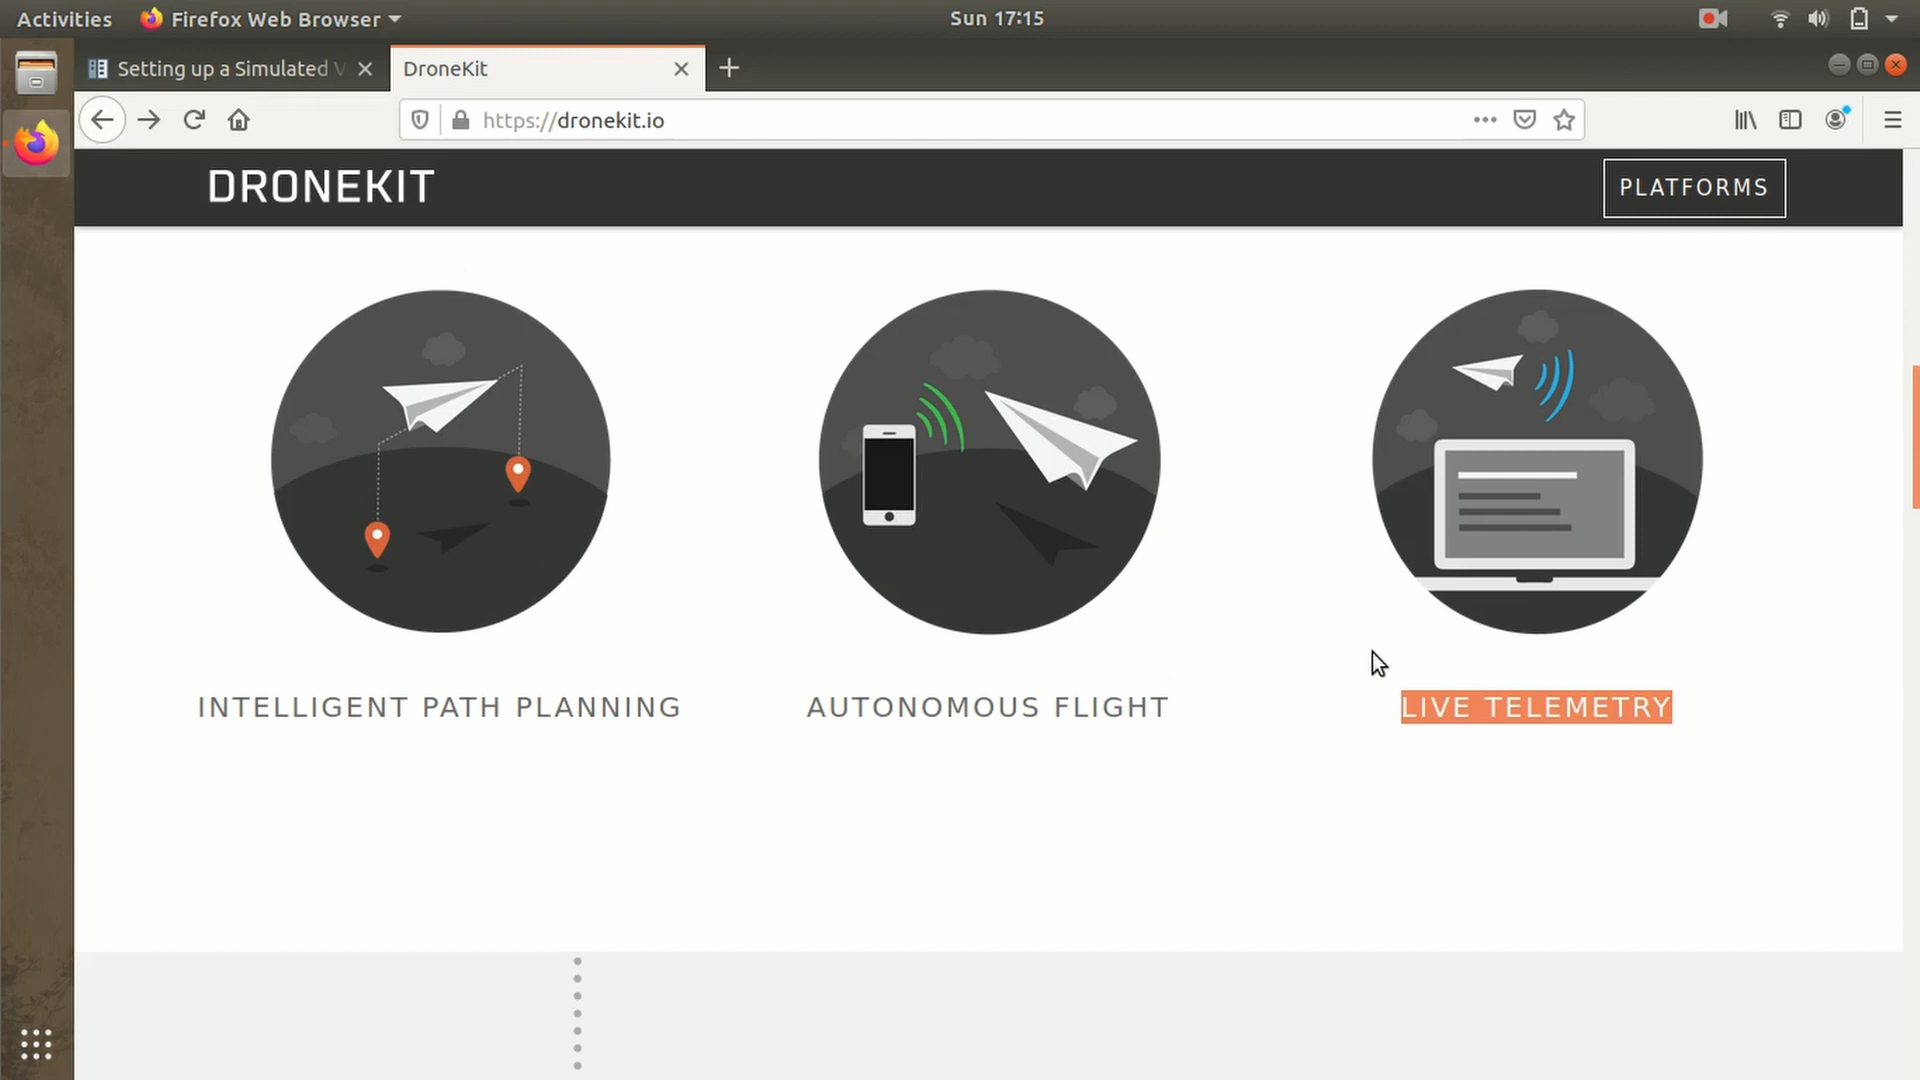 Activities Firefox Web Browser Sun 17:15
Setting up a Simulated V DroneKit
https://dronekit.io
DRONEKIT PLATFORMS
INTELLIGENT PATH PLANNING AUTONOMOUS FLIGHT LIVE TELEMETRY